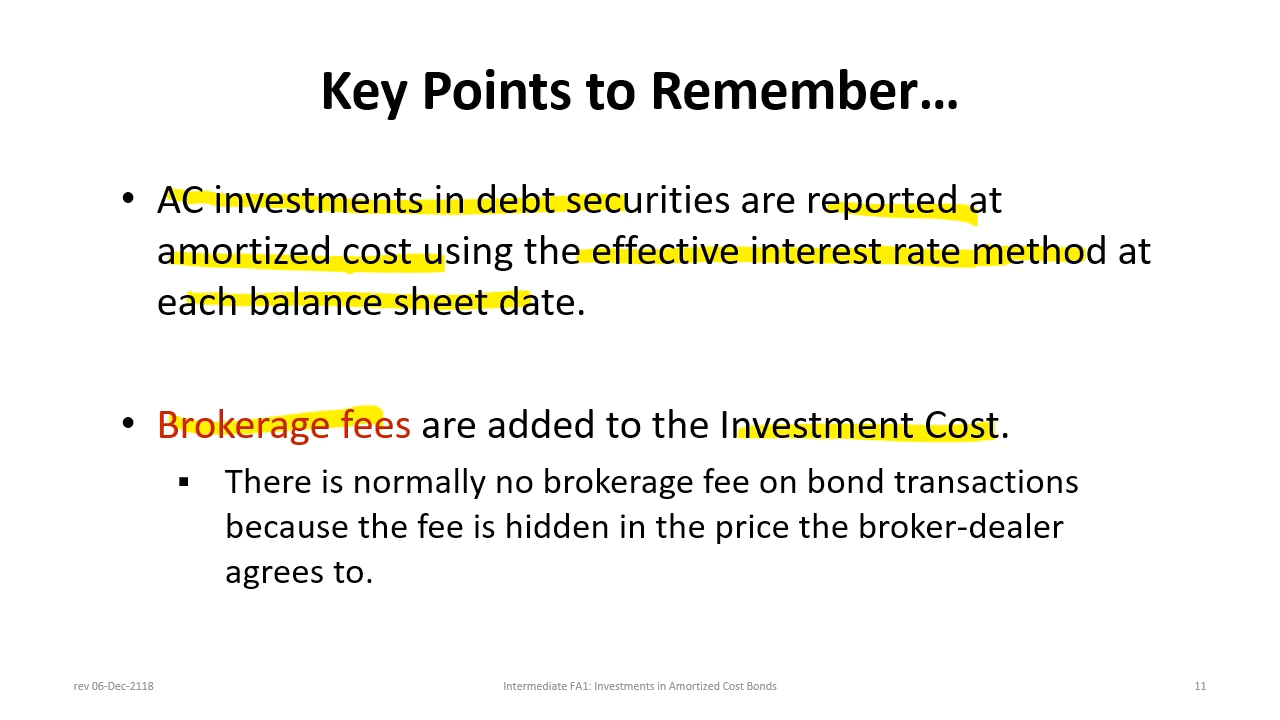 Key Points to Remember…
• AC investments in debt securities are reported at
amortized cost using the effective interest rate method at
each balance sheet date.
• Brokerage fees are added to the Investment Cost.
▪ There is normally no brokerage fee on bond transactions
because the fee is hidden in the price the broker-dealer
agrees to.
rev 06-Dec-2118
Intermediate FA1: Investments in Amortized Cost Bonds
11